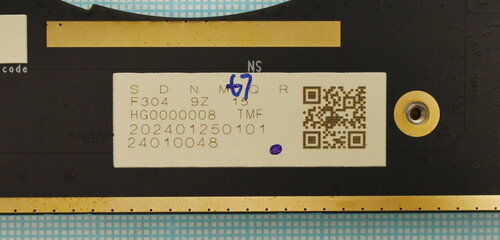 code
NS
S D N M Q R
67
F304 9Z 15
HG0000008 TMF
202401250101
24010048